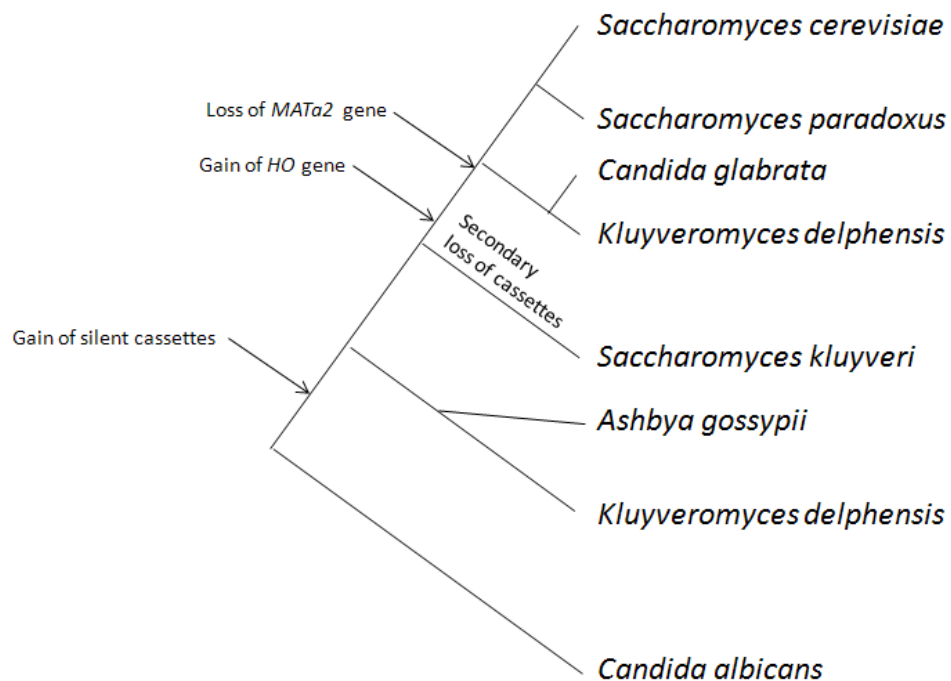 Saccharomyces cerevisiae
Loss of MATa2 gene
Saccharomyces paradoxus
Gain of HO gene
Candida glabrata
Kluyveromyces delphensis
Secondary
loss of cassettes
Gain of silent cassettes
Saccharomyces kluyveri
Ashbya gossypii
Kluyveromyces delphensis
Candida albicans